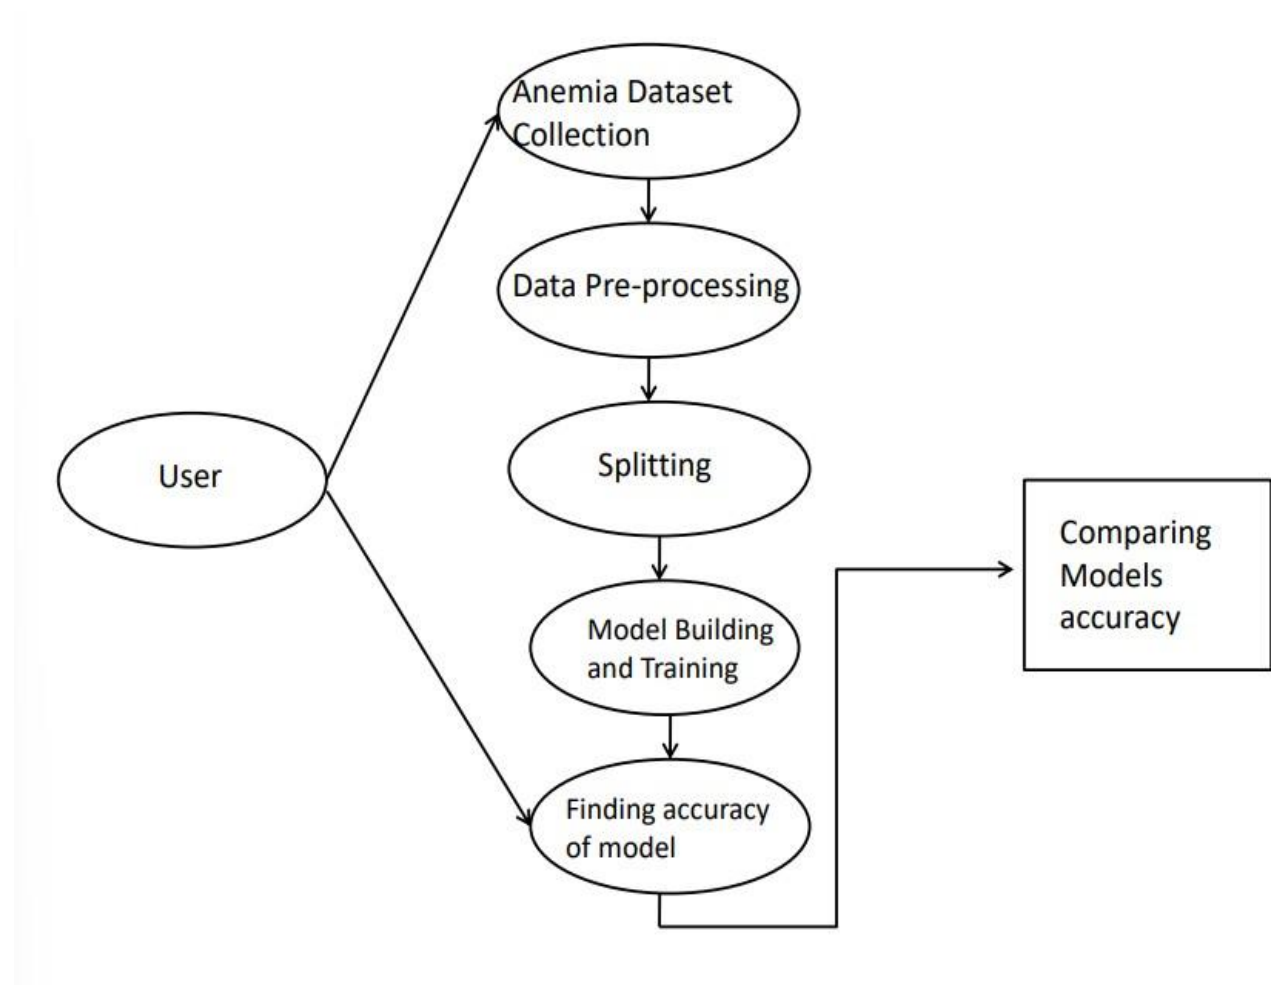 Anemia Dataset
Collection
Data Pre-processing
Splitting
User
Comparing
Models
accuracy
Model Building
and Training
Finding accuracy
of model